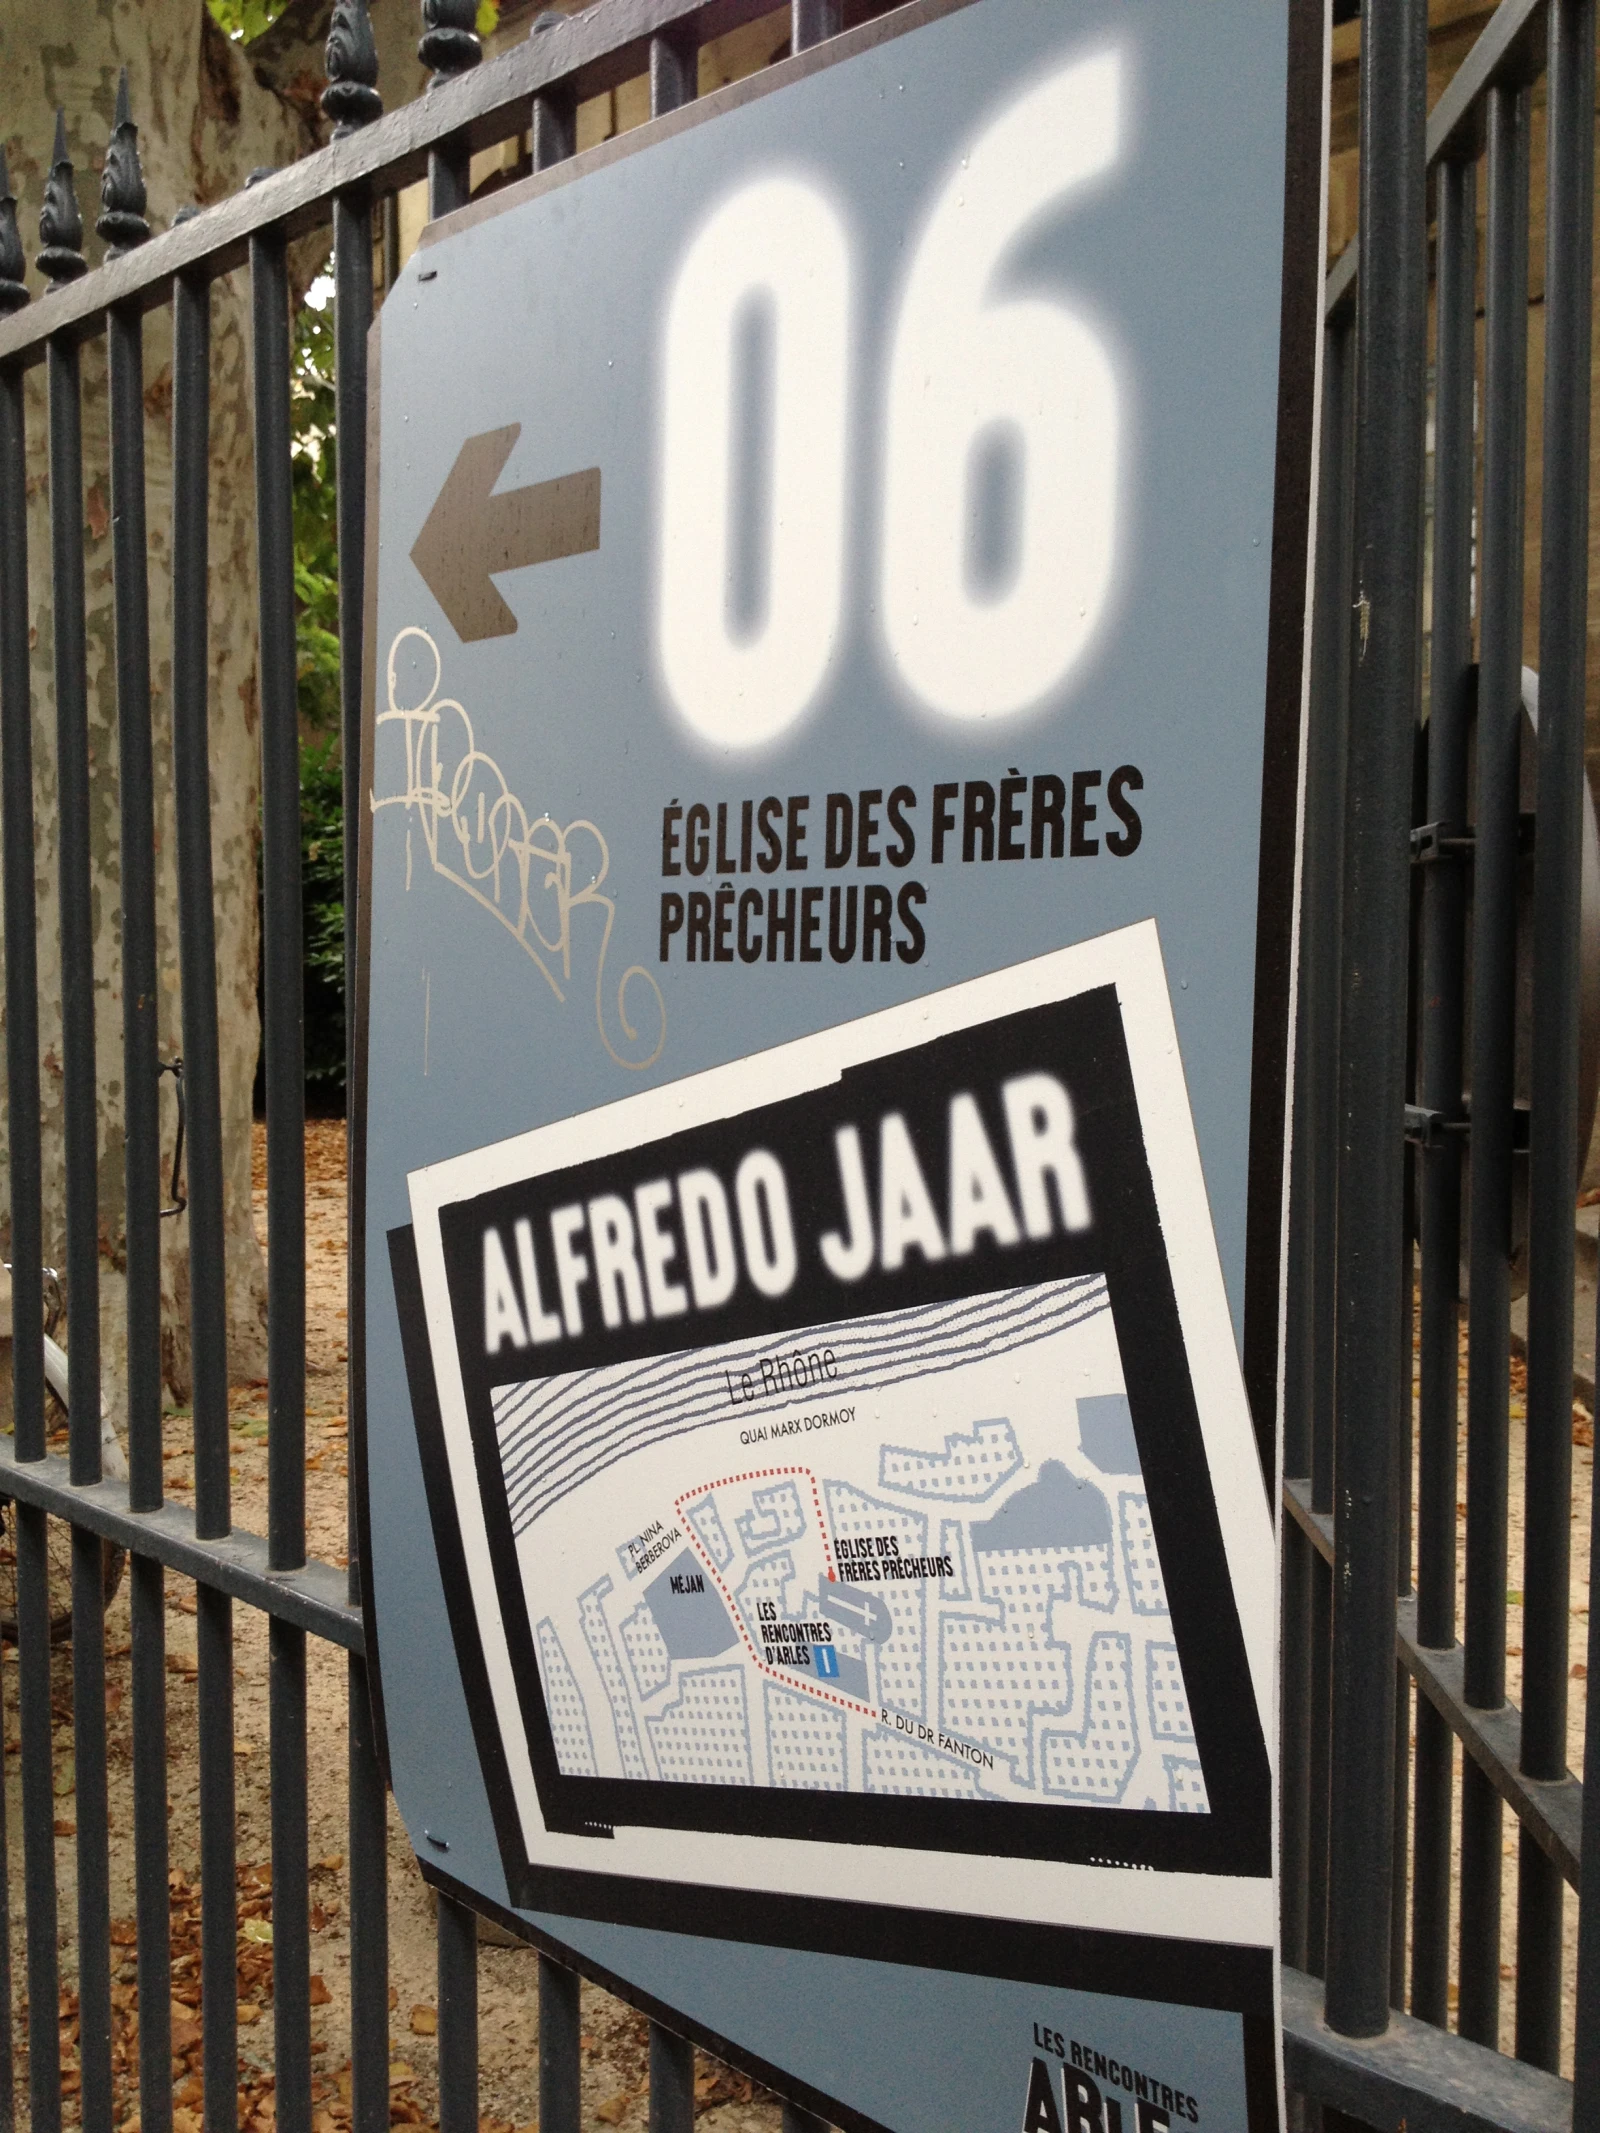 06
ÉGLISE DES FRÈRES
PRÊCHEURS
ALFREDO JAAR
Le Rhône
QUAI MARX DORMOY
PL. NINA
BERBEROVA
MÉJAN
ÉGLISE DES
FRÈRES PRÊCHEURS
LES
RENCONTRES
D'ARLES i
R. DU DR FANTON
LES RENCONTRES
ARLE